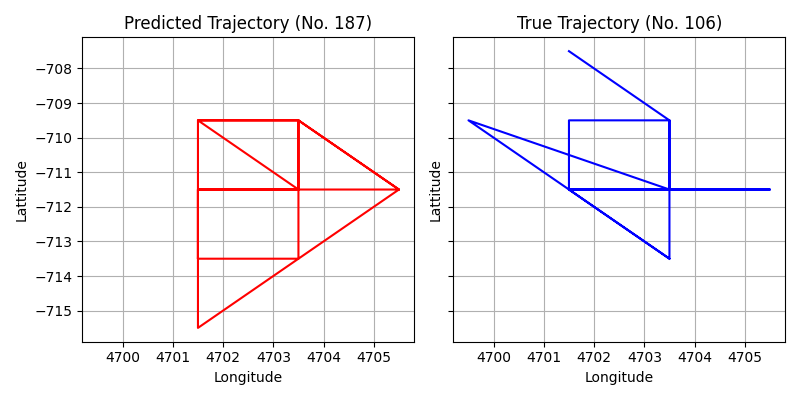 Predicted Trajectory (No. 187)
True Trajectory (No. 106)
−708
−709
−710
−711
−712
−713
−714
−715
Lattitude
Lattitude
4700 4701 4702 4703 4704 4705
4700 4701 4702 4703 4704 4705
Longitude
Longitude